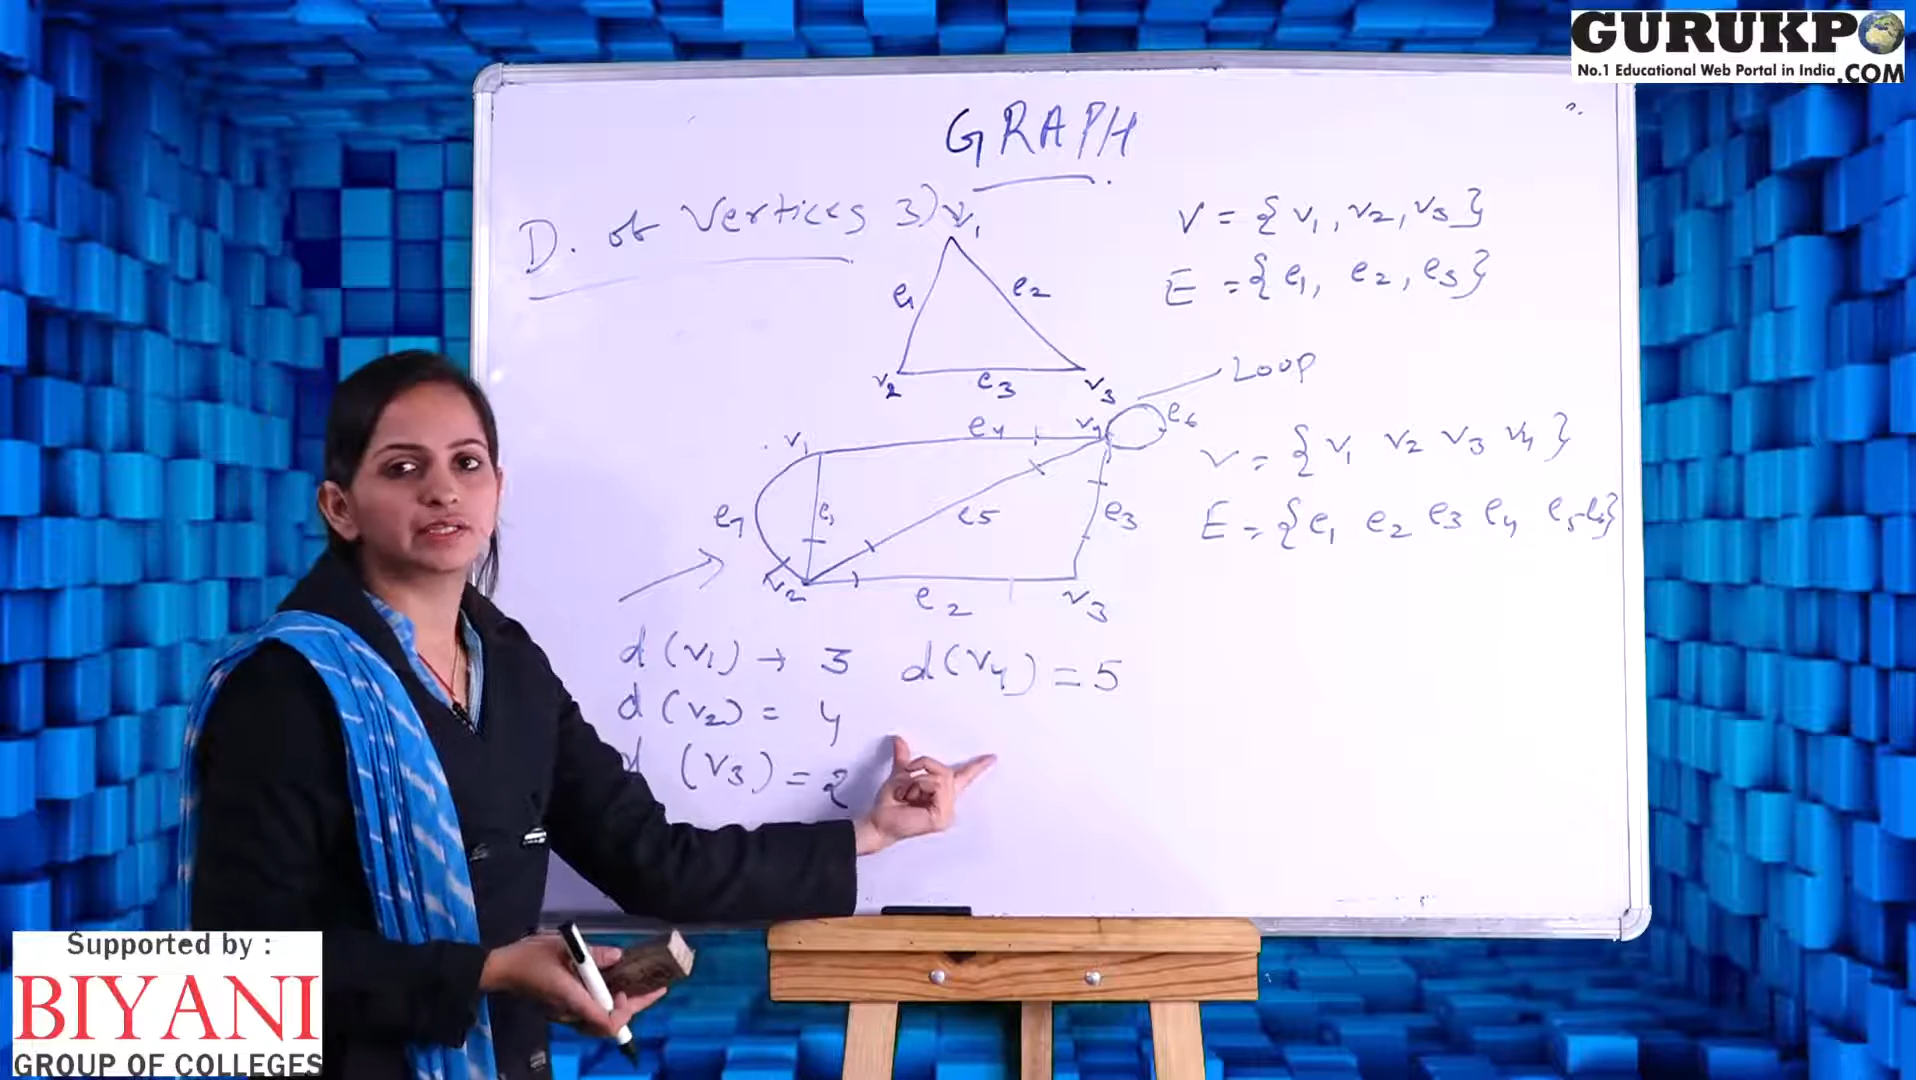 GURUKPO
No.1 Educational Web Portal in India .COM
GRAPH
D. of Vertices 3)
v1
e1
e2
v2
e3
v3
V = { v1, v2, v3 }
E = { e1, e2, e3 }
Loop
v1
e4
v4
e6
e7
e1
e5
e3
v2
e2
v3
V = { v1 v2 v3 v4 }
E = { e1 e2 e3 e4 e5 e6 }
d (v1) → 3
d (v4) = 5
d (v2) = 4
d (v3) = 2
Supported by :
BIYANI
GROUP OF COLLEGES